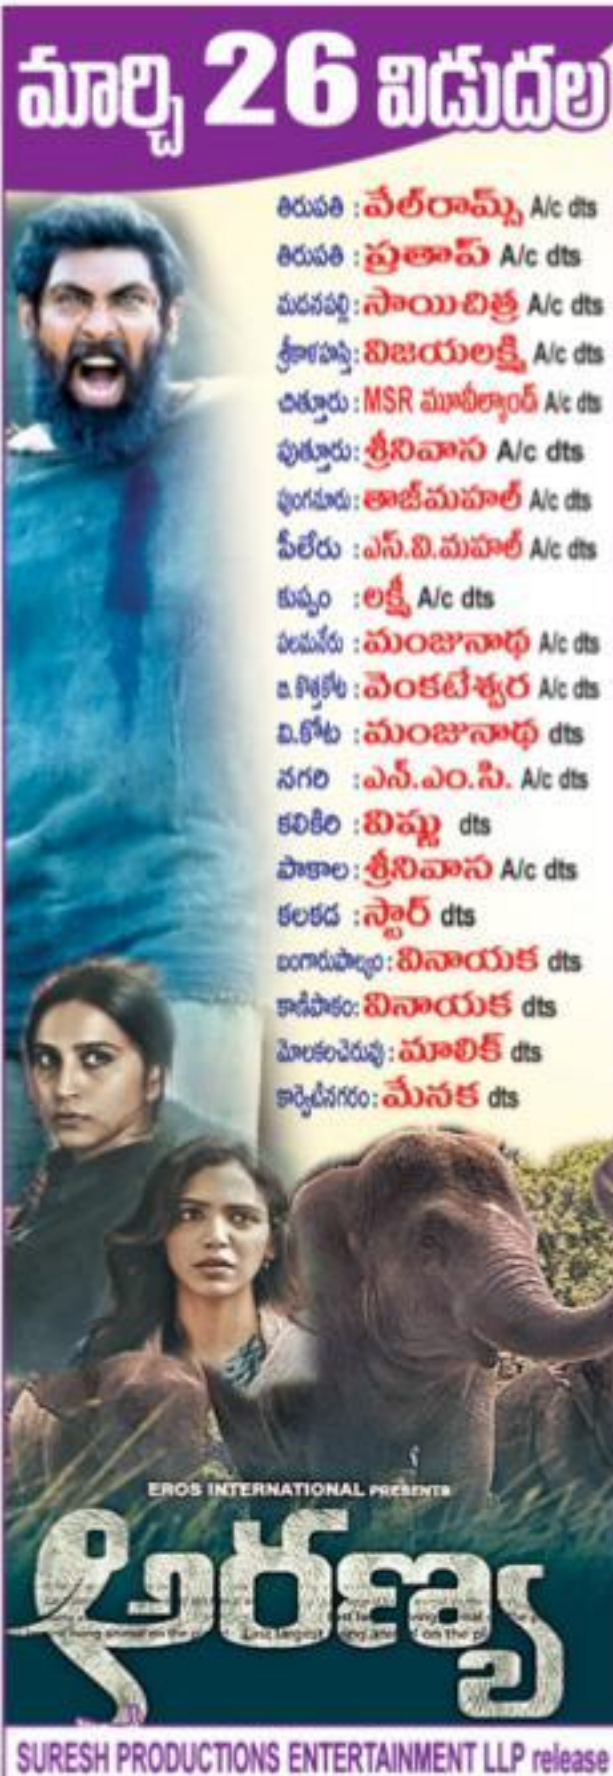 మార్చి 26 విడుదల
తిరుపతి : వేల్‌రామ్స్ A/c dts
తిరుపతి : ప్రతాప్ A/c dts
మదనపల్లి : సాయిచిత్ర A/c dts
శ్రీకాళహస్తి : విజయలక్ష్మి A/c dts
చిత్తూరు : MSR మూవీల్యాండ్ A/c dts
పుత్తూరు : శ్రీనివాస A/c dts
పుంగనూరు : తాజ్‌మహల్ A/c dts
పీలేరు : ఎస్.వి.మహల్ A/c dts
కుప్పం : లక్ష్మీ A/c dts
పలమనేరు : మంజునాథ A/c dts
బి.కొత్తకోట : వెంకటేశ్వర A/c dts
వి.కోట : మంజునాథ dts
నగరి : ఎన్.ఎం.సి. A/c dts
కలికిరి : విష్ణు dts
పాకాల : శ్రీనివాస A/c dts
కలకడ : స్టార్ dts
బంగారుపాళ్యం : వినాయక dts
కాణిపాకం : వినాయక dts
మొలకలచెరువు : మాలిక్ dts
కార్వేటినగరం : మేనక dts
EROS INTERNATIONAL PRESENTS
అరణ్య
SURESH PRODUCTIONS ENTERTAINMENT LLP release